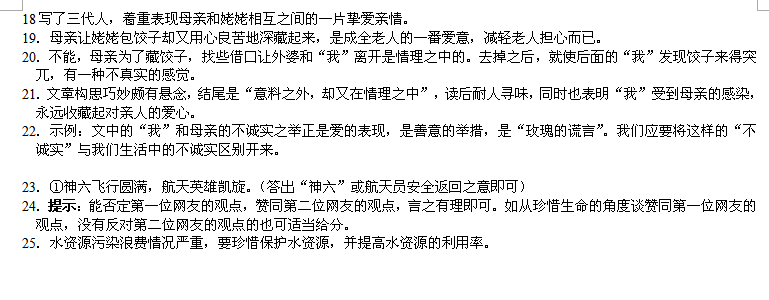 18写了三代人，着重表现母亲和姥姥相互之间的一片挚爱亲情。
19．母亲让姥姥包饺子却又用心良苦地深藏起来，是成全老人的一番爱意，减轻老人担心而已。
20．不能，母亲为了藏饺子，找些借口让外婆和“我”离开是情理之中的。去掉之后，就使后面的“我”发现饺子来得突
兀，有一种不真实的感觉。
21．文章构思巧妙颇有悬念，结尾是“意料之外，却又在情理之中”，读后耐人寻味，同时也表明“我”受到母亲的感染，
永远收藏起对亲人的爱心。
22．示例：文中的“我”和母亲的不诚实之举正是爱的表现，是善意的举措，是“玫瑰的谎言”。我们应要将这样的“不
诚实”与我们生活中的不诚实区别开来。
23．①神六飞行圆满，航天英雄凯旋。（答出“神六”或航天员安全返回之意即可）
24．提示：能否定第一位网友的观点，赞同第二位网友的观点，言之有理即可。如从珍惜生命的角度谈赞同第一位网友的
观点，没有反对第二位网友的观点的也可适当给分。
25．水资源污染浪费情况严重，要珍惜保护水资源，并提高水资源的利用率。